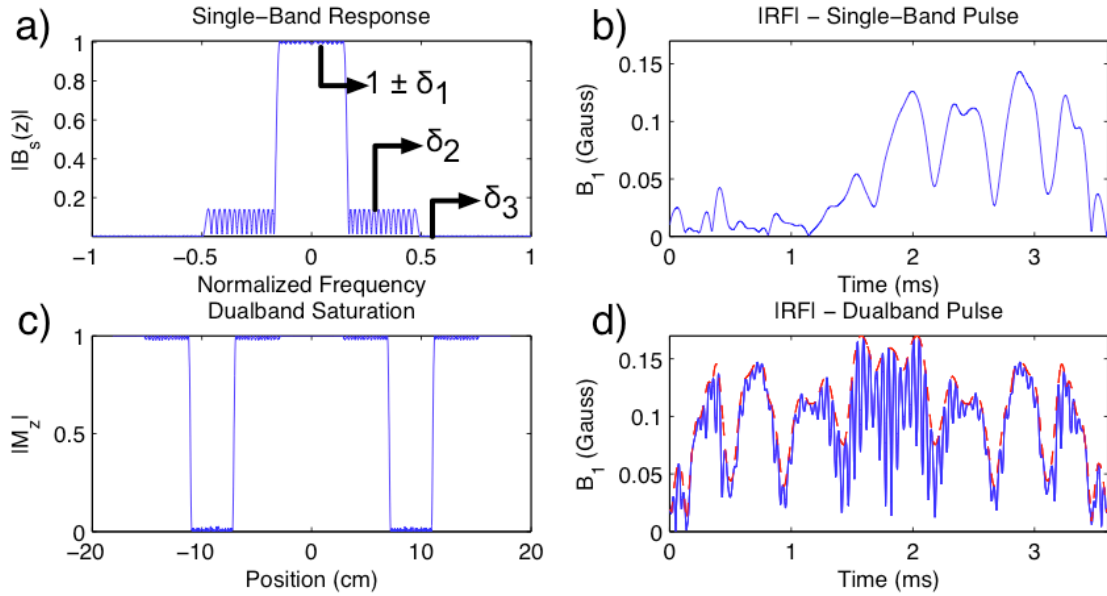 a)
Single−Band Response
1
0.8
0.6
0.4
0.2
|B_s(z)|
1 ± δ_1
δ_2
δ_3
−1
−0.5
0
0.5
1
Normalized Frequency
b)
|RF| − Single−Band Pulse
0.15
0.1
0.05
0
B_1 (Gauss)
0
1
2
3
Time (ms)
c)
Dualband Saturation
1
0.5
0
|M_z|
−20
−10
0
10
20
Position (cm)
d)
|RF| − Dualband Pulse
0.15
0.1
0.05
0
B_1 (Gauss)
0
1
2
3
Time (ms)